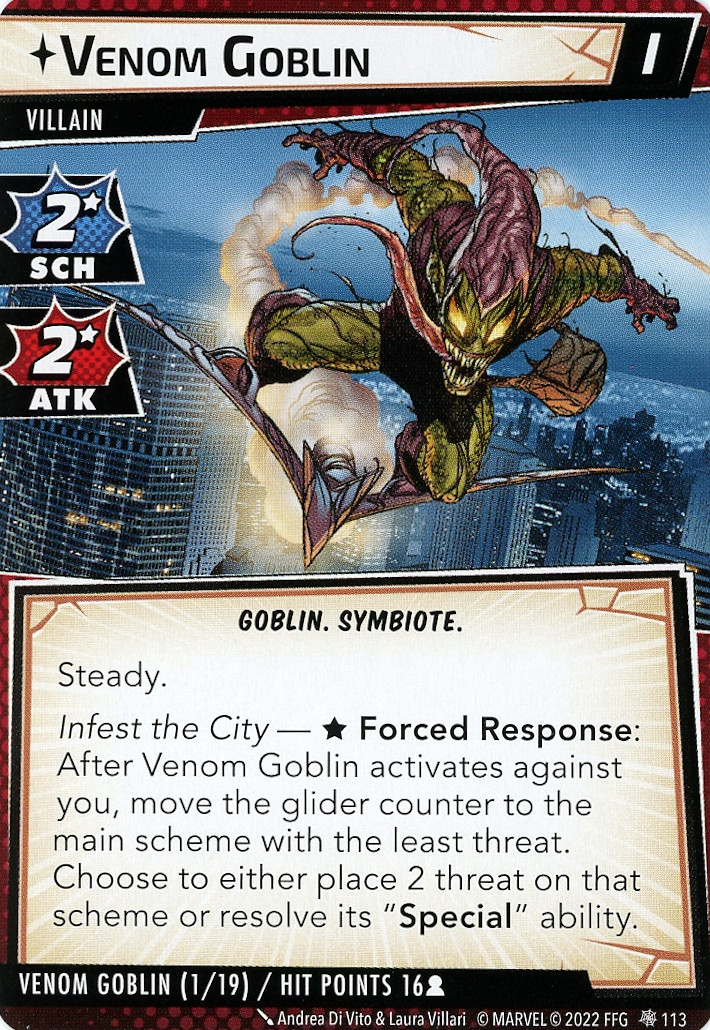 VENOM GOBLIN
I
VILLAIN
2★
SCH
2★
ATK
GOBLIN. SYMBIOTE.
Steady.
Infest the City — ★ Forced Response:
After Venom Goblin activates against
you, move the glider counter to the
main scheme with the least threat.
Choose to either place 2 threat on that
scheme or resolve its “Special” ability.
VENOM GOBLIN (1/19) / HIT POINTS 16
Andrea Di Vito & Laura Villari © MARVEL © 2022 FFG 113